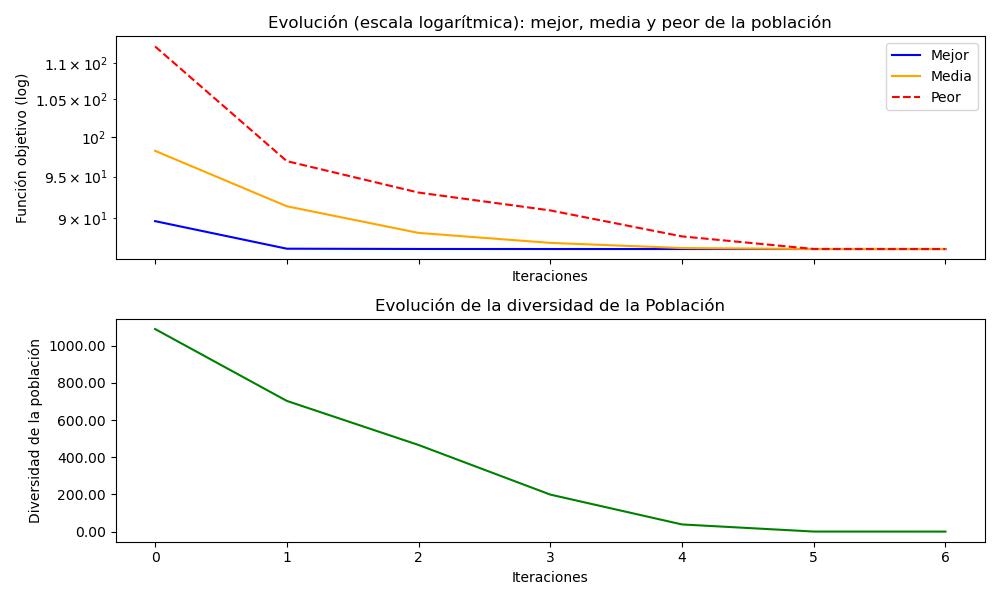 Evolución (escala logarítmica): mejor, media y peor de la población
Función objetivo (log)
1.1 × 10²
1.05 × 10²
10²
9.5 × 10¹
9 × 10¹
Mejor
Media
Peor
Iteraciones
Evolución de la diversidad de la Población
Diversidad de la población
1000.00
800.00
600.00
400.00
200.00
0.00
0 1 2 3 4 5 6
Iteraciones